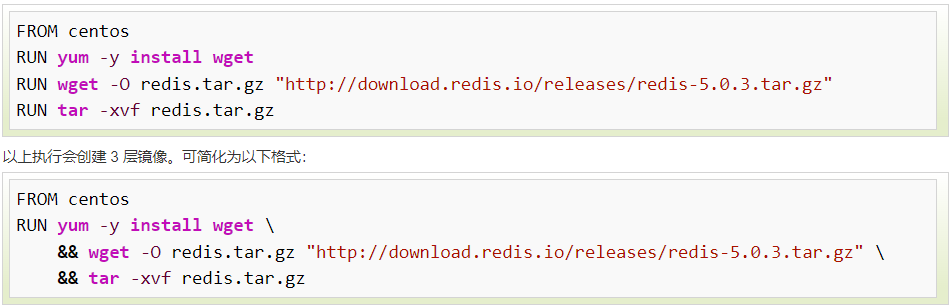 FROM centos
RUN yum -y install wget
RUN wget -O redis.tar.gz "http://download.redis.io/releases/redis-5.0.3.tar.gz"
RUN tar -xvf redis.tar.gz
以上执行会创建 3 层镜像。可简化为以下格式：
FROM centos
RUN yum -y install wget \
    && wget -O redis.tar.gz "http://download.redis.io/releases/redis-5.0.3.tar.gz" \
    && tar -xvf redis.tar.gz